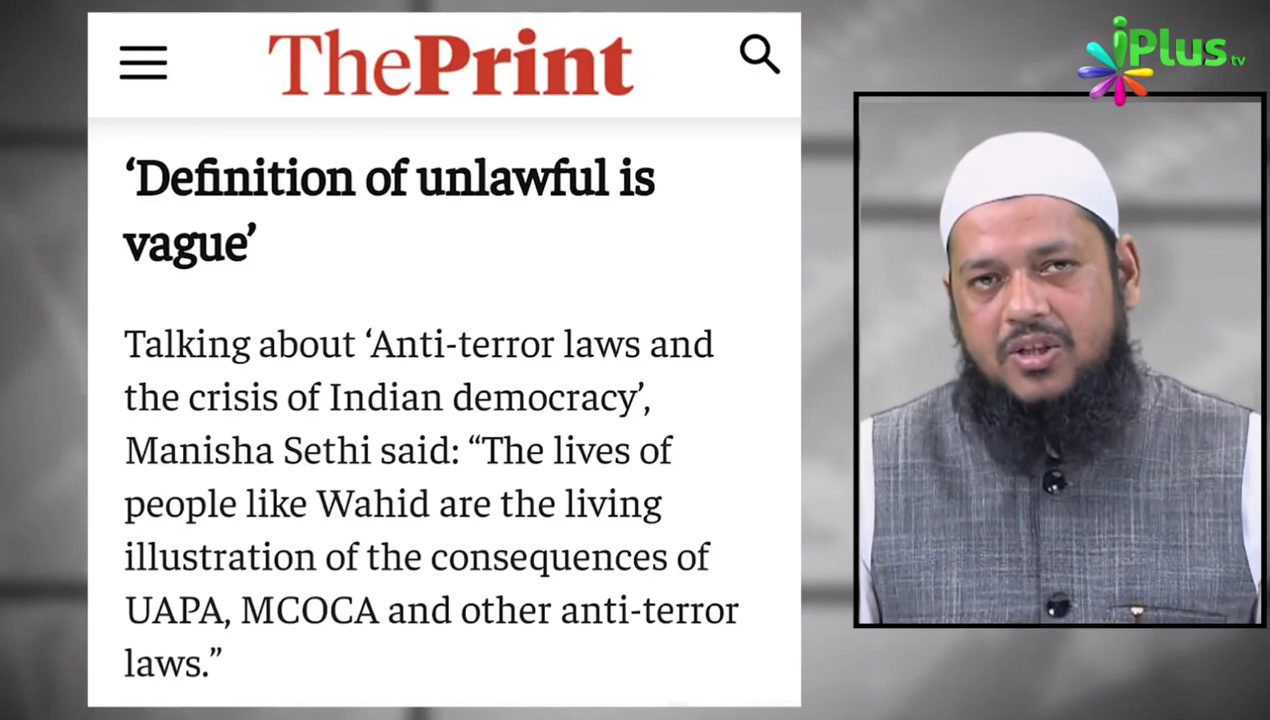 ThePrint
iPlus tv
‘Definition of unlawful is
vague’
Talking about ‘Anti-terror laws and
the crisis of Indian democracy’,
Manisha Sethi said: “The lives of
people like Wahid are the living
illustration of the consequences of
UAPA, MCOCA and other anti-terror
laws.”